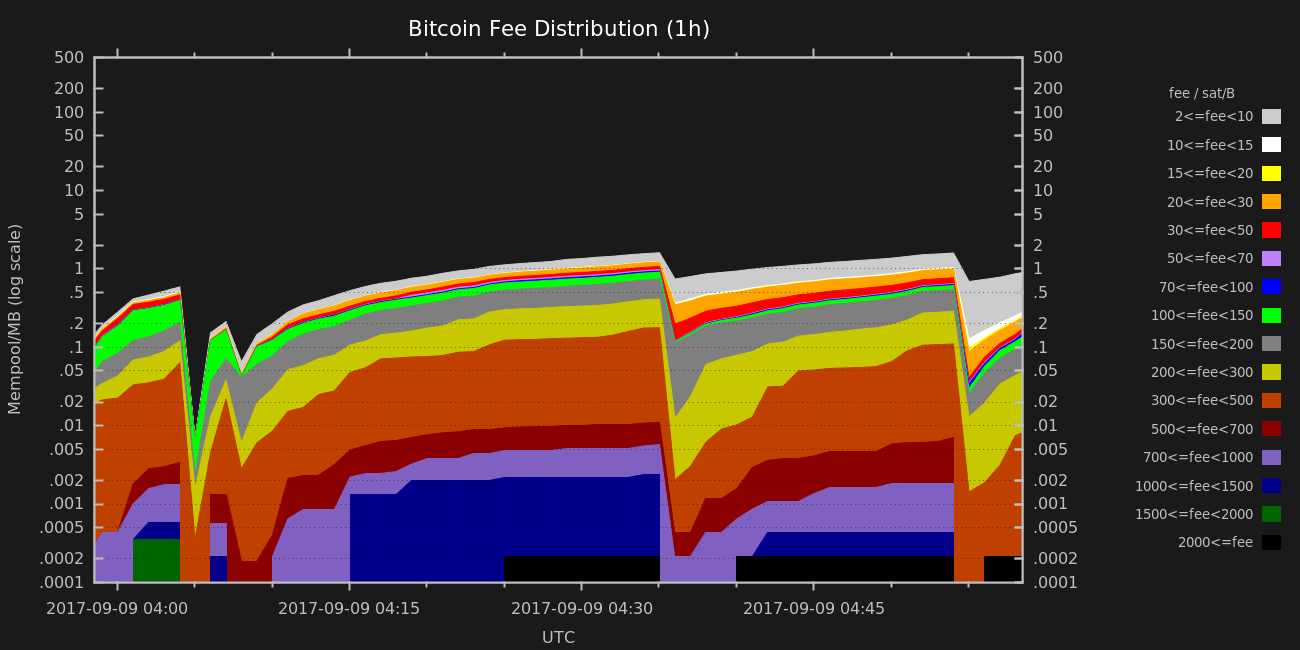 Bitcoin Fee Distribution (1h)
500
200
100
50
20
10
5
2
1
.5
.2
.1
.05
.02
.01
.005
.002
.001
.0005
.0002
.0001
Mempool/MB (log scale)
500
200
100
50
20
10
5
2
1
.5
.2
.1
.05
.02
.01
.005
.002
.001
.0005
.0002
.0001
2017-09-09 04:00
2017-09-09 04:15
2017-09-09 04:30
2017-09-09 04:45
UTC
fee / sat/B
2<=fee<10
10<=fee<15
15<=fee<20
20<=fee<30
30<=fee<50
50<=fee<70
70<=fee<100
100<=fee<150
150<=fee<200
200<=fee<300
300<=fee<500
500<=fee<700
700<=fee<1000
1000<=fee<1500
1500<=fee<2000
2000<=fee